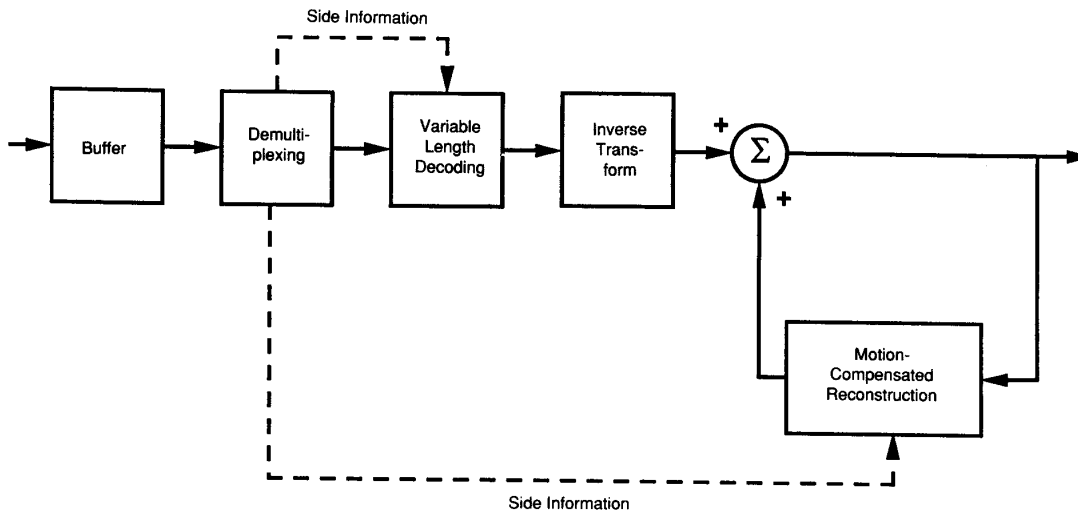 Side Information
Buffer
Demulti-
plexing
Variable
Length
Decoding
Inverse
Trans-
form
+
Σ
+
Motion-
Compensated
Reconstruction
Side Information